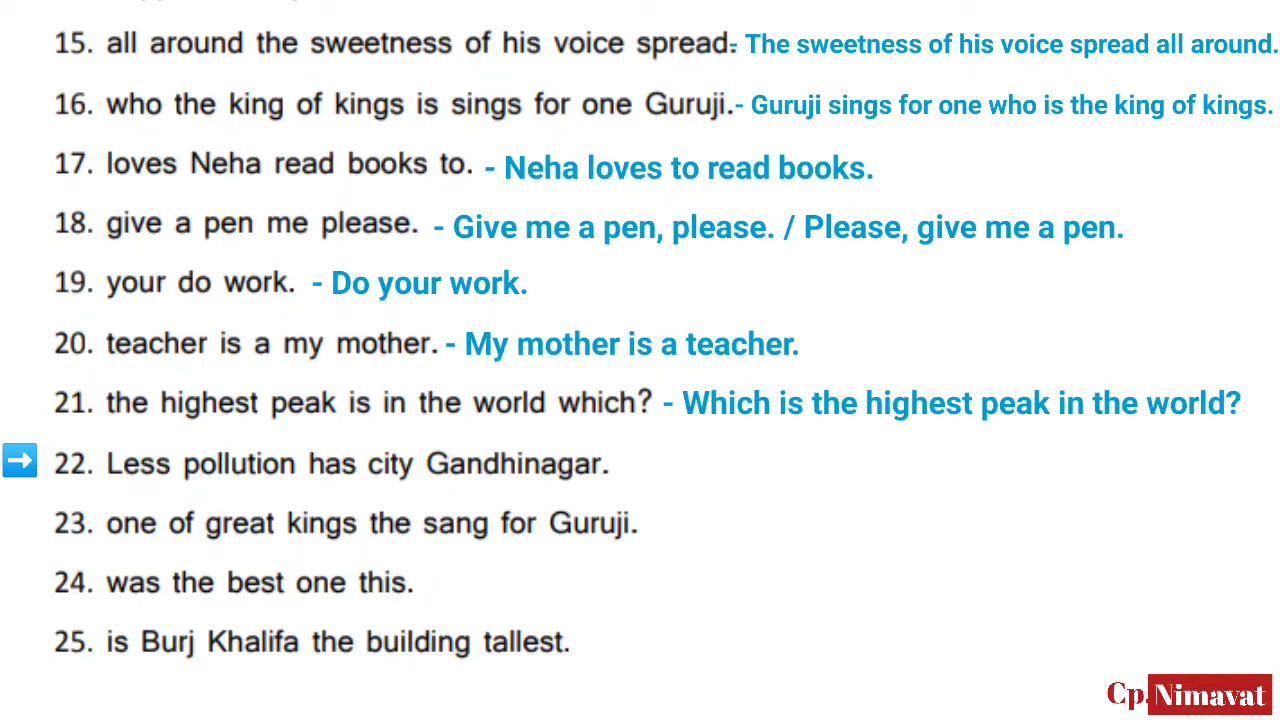 15. all around the sweetness of his voice spread.- The sweetness of his voice spread all around.
16. who the king of kings is sings for one Guruji.- Guruji sings for one who is the king of kings.
17. loves Neha read books to. - Neha loves to read books.
18. give a pen me please. - Give me a pen, please. / Please, give me a pen.
19. your do work. - Do your work.
20. teacher is a my mother. - My mother is a teacher.
21. the highest peak is in the world which? - Which is the highest peak in the world?
➡ 22. Less pollution has city Gandhinagar.
23. one of great kings the sang for Guruji.
24. was the best one this.
25. is Burj Khalifa the building tallest.
Cp. Nimavat